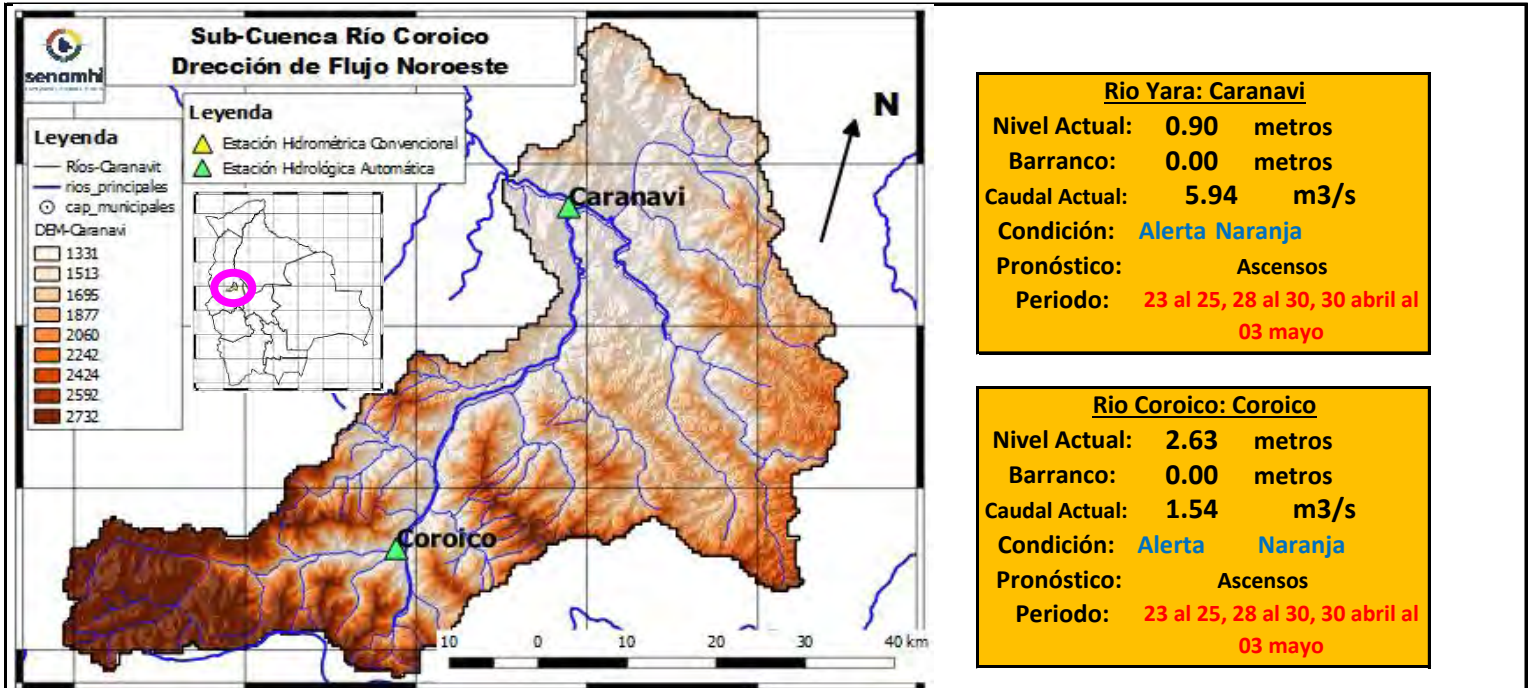 Sub-Cuenca Río Coroico
Drección de Flujo Noroeste
senamhi
Leyenda
Estación Hidrométrica Convencional
Estación Hidrológica Automática
Leyenda
Ríos-Caranavit
rios_principales
cap_municipales
DEM-Caranavi
1331
1513
1695
1877
2060
2242
2424
2592
2732
N
Caranavi
Coroico
10 0 10 20 30 40 km
Rio Yara: Caranavi
Nivel Actual: 0.90 metros
Barranco: 0.00 metros
Caudal Actual: 5.94 m3/s
Condición: Alerta Naranja
Pronóstico: Ascensos
Periodo: 23 al 25, 28 al 30, 30 abril al
03 mayo
Rio Coroico: Coroico
Nivel Actual: 2.63 metros
Barranco: 0.00 metros
Caudal Actual: 1.54 m3/s
Condición: Alerta Naranja
Pronóstico: Ascensos
Periodo: 23 al 25, 28 al 30, 30 abril al
03 mayo